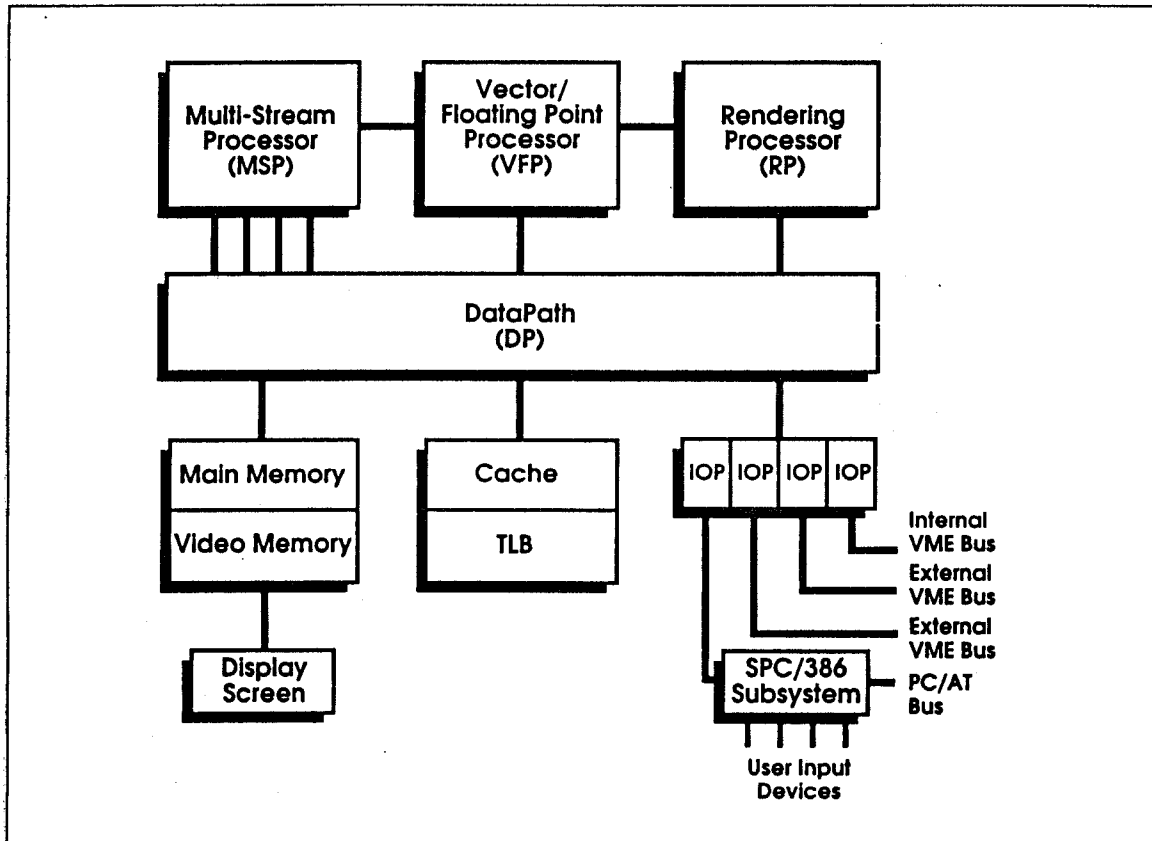 Multi-Stream
Processor
(MSP)
Vector/
Floating Point
Processor
(VFP)
Rendering
Processor
(RP)
DataPath
(DP)
Main Memory
Video Memory
Cache
TLB
IOP IOP IOP IOP
Internal
VME Bus
External
VME Bus
External
VME Bus
Display
Screen
SPC/386
Subsystem
PC/AT
Bus
User Input
Devices